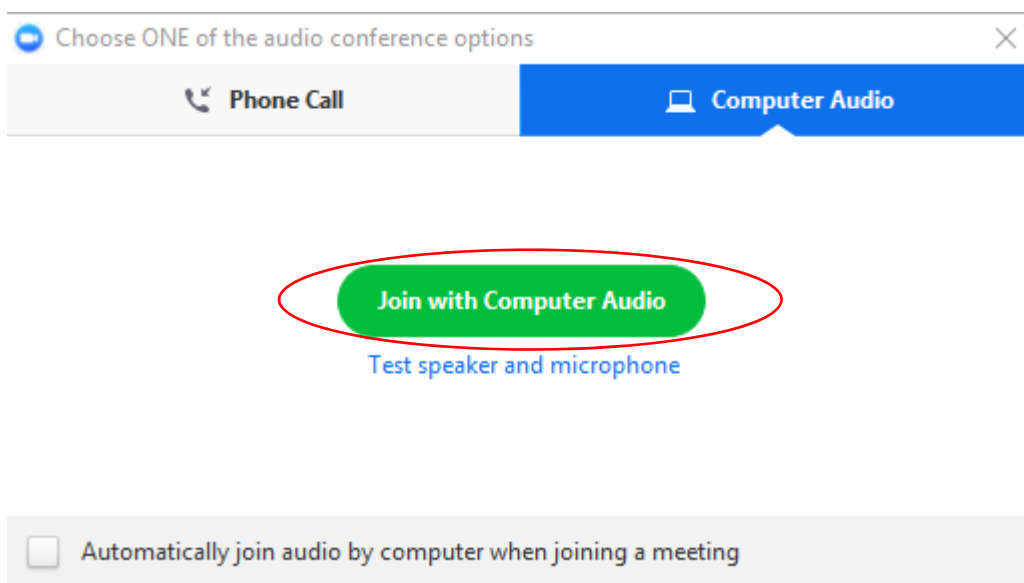 Choose ONE of the audio conference options
Phone Call
Computer Audio
Join with Computer Audio
Test speaker and microphone
Automatically join audio by computer when joining a meeting